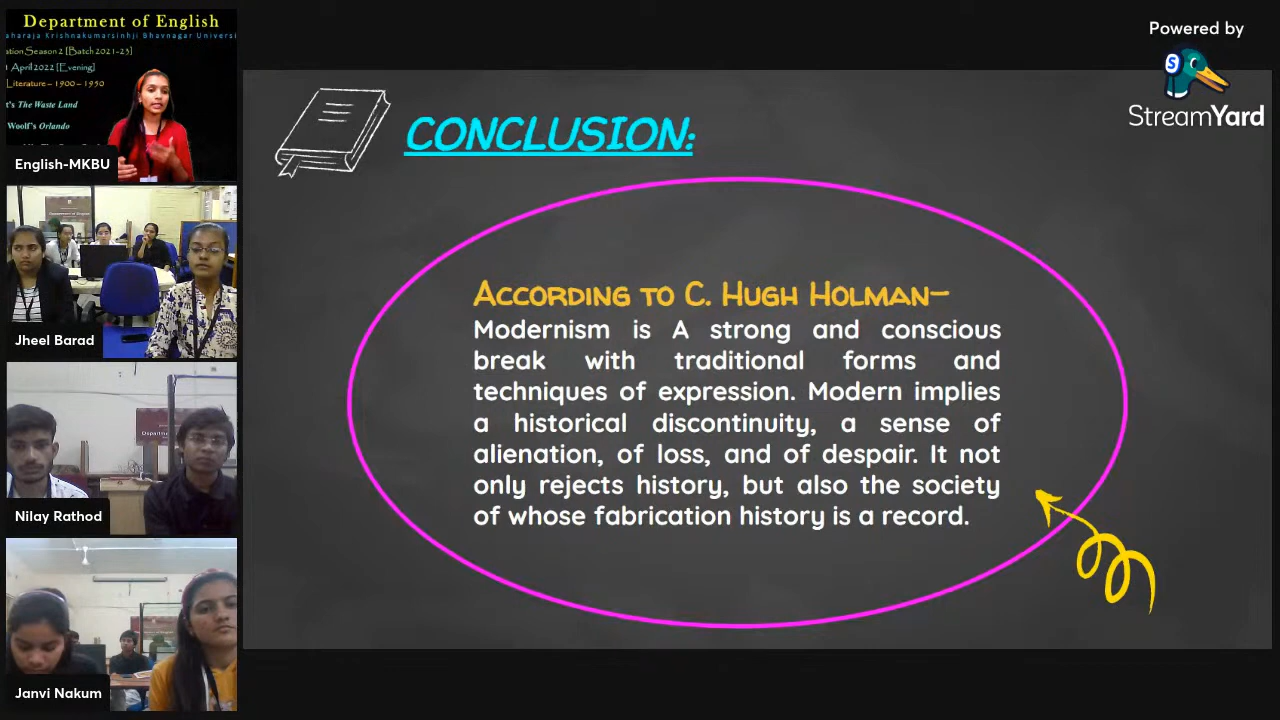 Department of English
aharaja Krishnakumarsinhji Bhavnagar Universi
ation Season 2 [Batch 2021-23]
1 April 2022 [Evening]
Literature – 1900 – 1950
t's The Waste Land
Woolf's Orlando
English-MKBU
Jheel Barad
Nilay Rathod
Janvi Nakum
Powered by
StreamYard
CONCLUSION:
According to C. Hugh Holman-
Modernism is A strong and conscious
break with traditional forms and
techniques of expression. Modern implies
a historical discontinuity, a sense of
alienation, of loss, and of despair. It not
only rejects history, but also the society
of whose fabrication history is a record.